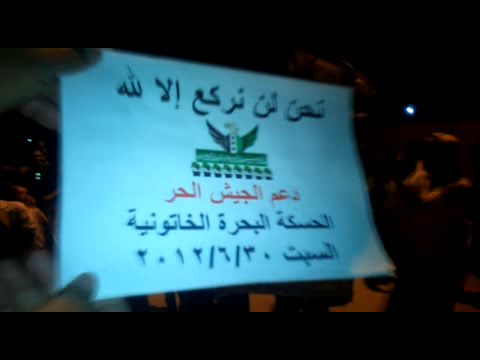 نحن لن نركع إلا لله
دعم الجيش الحر
الحسكة البحرة الخاتونية
السبت ٢٠١٢/٦/٣٠